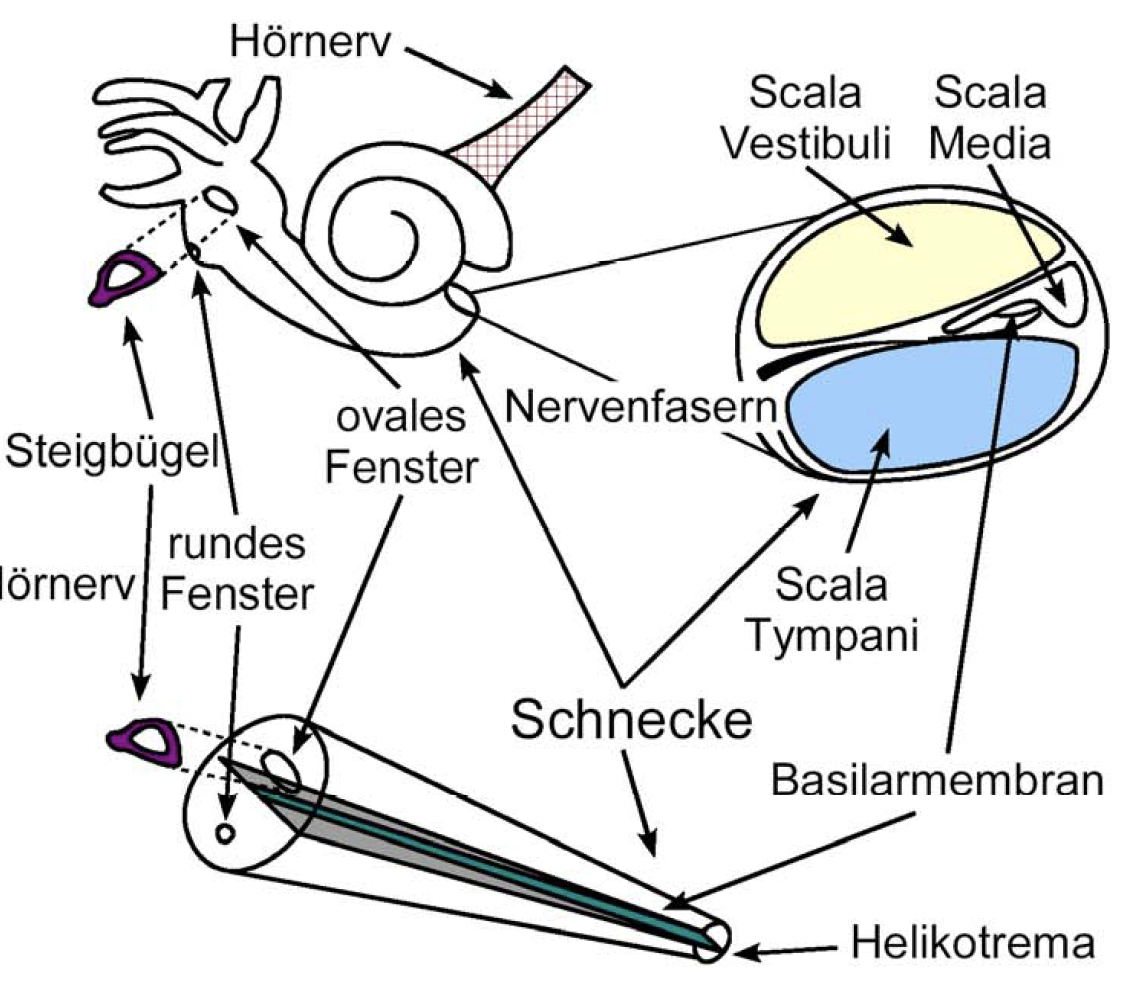 Hörnerv
Scala
Vestibuli
Scala
Media
ovales
Fenster
Nervenfasern
Steigbügel
rundes
Fenster
örnerv
Scala
Tympani
Schnecke
Basilarmembran
Helikotrema